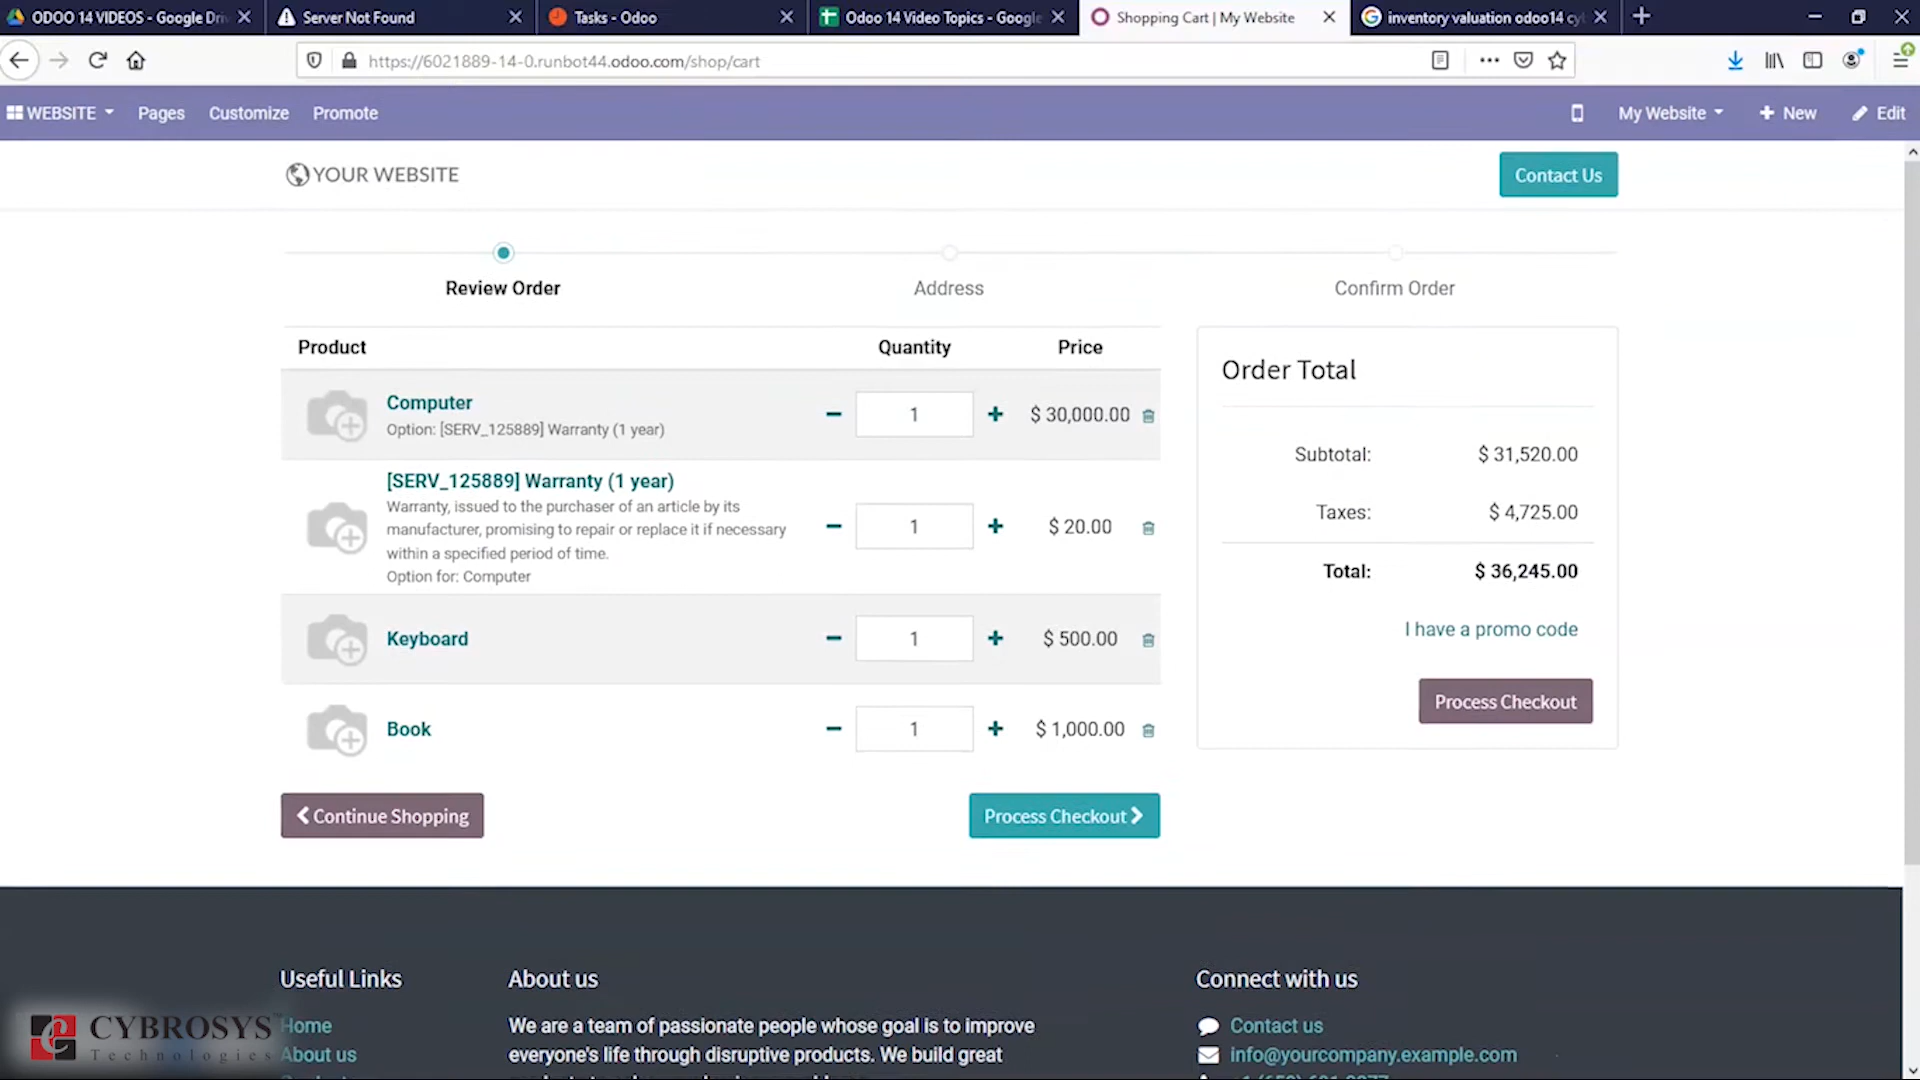 ODOO 14 VIDEOS - Google Driv
Server Not Found
Tasks - Odoo
Odoo 14 Video Topics - Google
Shopping Cart | My Website
inventory valuation odoo14 cy
https://6021889-14-0.runbot44.odoo.com/shop/cart
WEBSITE
Pages
Customize
Promote
My Website
New
Edit
YOUR WEBSITE
Contact Us
Review Order
Address
Confirm Order
Product
Quantity
Price
Computer
Option: [SERV_125889] Warranty (1 year)
1
$ 30,000.00
[SERV_125889] Warranty (1 year)
Warranty, issued to the purchaser of an article by its
manufacturer, promising to repair or replace it if necessary
within a specified period of time.
Option for: Computer
1
$ 20.00
Keyboard
1
$ 500.00
Book
1
$ 1,000.00
Continue Shopping
Process Checkout
Order Total
Subtotal:
$ 31,520.00
Taxes:
$ 4,725.00
Total:
$ 36,245.00
I have a promo code
Process Checkout
Useful Links
Home
About us
About us
We are a team of passionate people whose goal is to improve
everyone's life through disruptive products. We build great
Connect with us
Contact us
info@yourcompany.example.com
CYBROSYS
Technologies